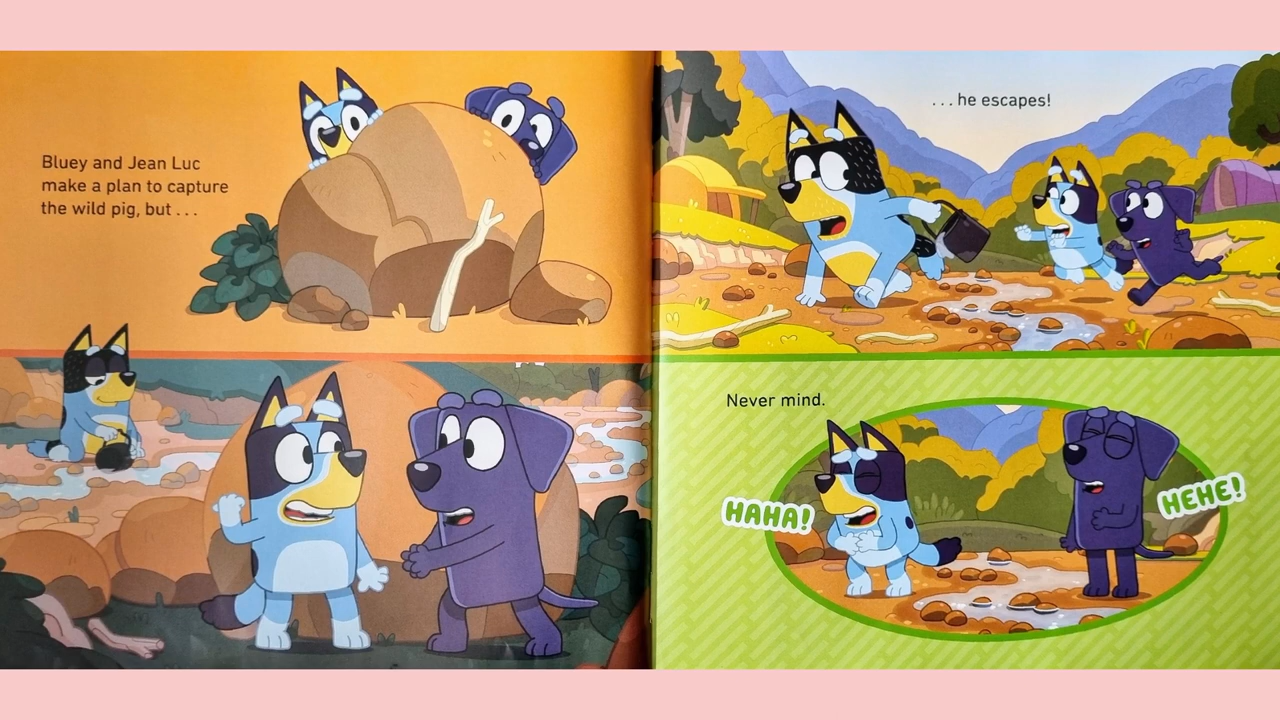 Bluey and Jean Luc
make a plan to capture
the wild pig, but . . .
. . . he escapes!
Never mind.
HAHA!
HEHE!